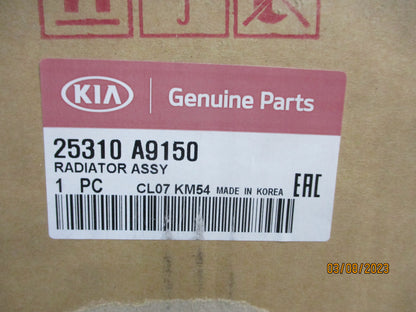 KIA Genuine Parts
25310 A9150
RADIATOR ASSY
1 PC CL07 KM54 MADE IN KOREA EAC
03/08/2023